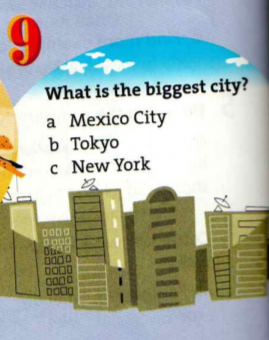 9
What is the biggest city?
a Mexico City
b Tokyo
c New York